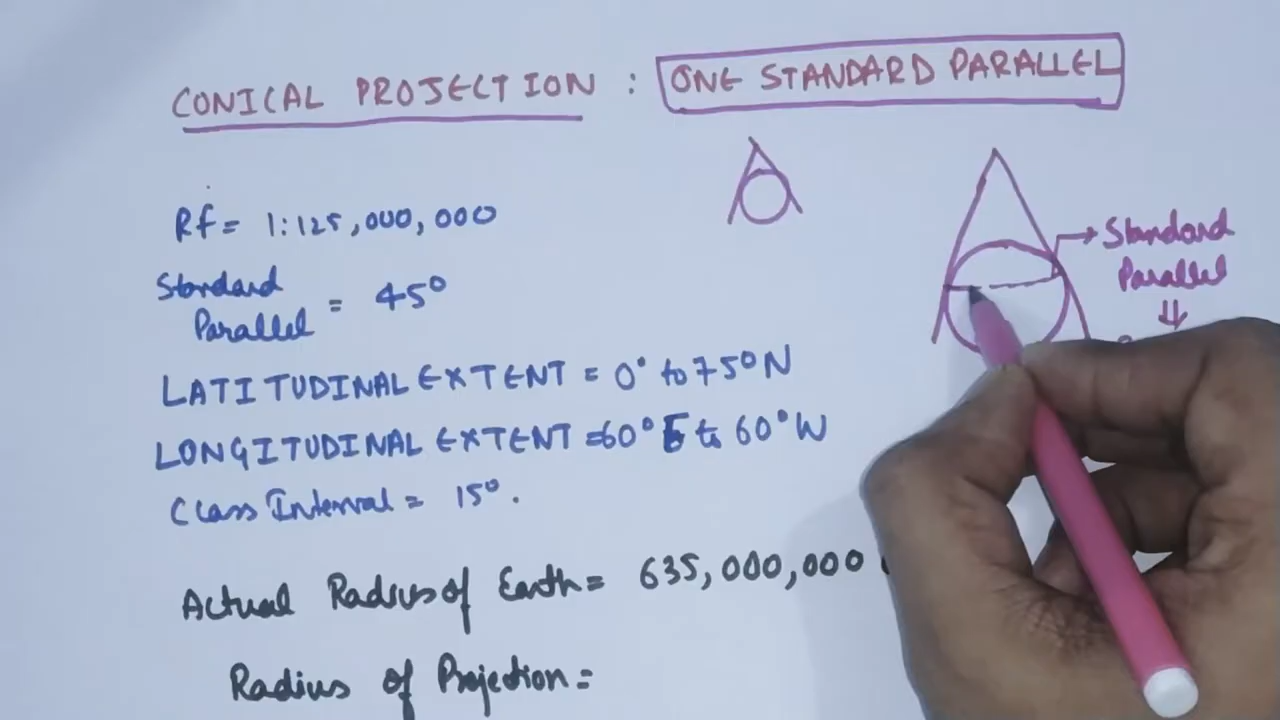 CONICAL PROJECTION : ONE STANDARD PARALLEL
Rf = 1:125,000,000
Standard
Parallel = 45°
Standard
Parallel
LATITUDINAL EXTENT = 0° to 75°N
LONGITUDINAL EXTENT = 60° E to 60° W
Class Interval = 15°.
Actual Radius of Earth = 635,000,000
Radius of Projection =